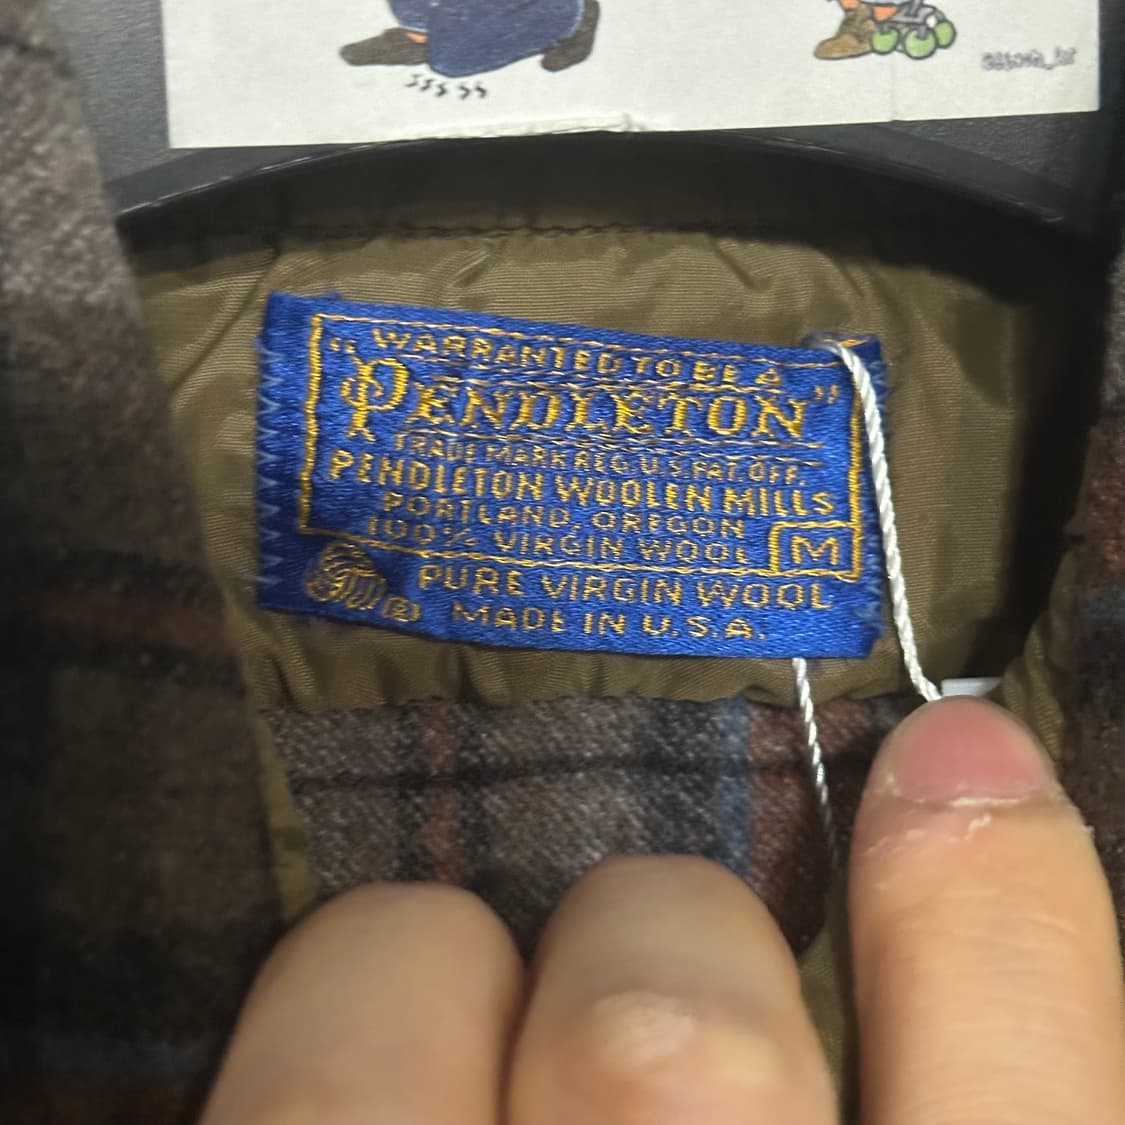 WARRANTED TO BE A
"PENDLETON"
TRADE MARK REG. U.S. PAT. OFF.
PENDLETON WOOLEN MILLS
PORTLAND, OREGON
100% VIRGIN WOOL
M
PURE VIRGIN WOOL
® MADE IN U.S.A.